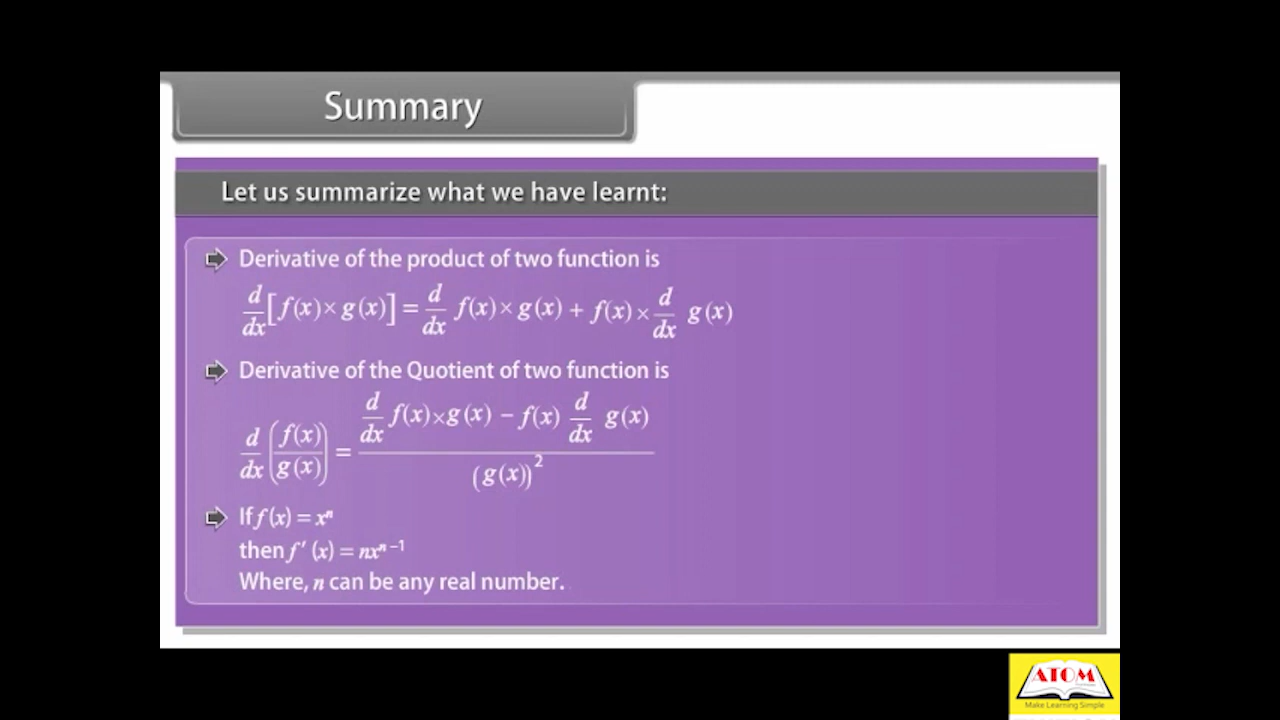 Summary
Let us summarize what we have learnt:
Derivative of the product of two function is
d/dx [f(x) × g(x)] = d/dx f(x) × g(x) + f(x) × d/dx g(x)
Derivative of the Quotient of two function is
d/dx (f(x)/g(x)) = (d/dx f(x) × g(x) − f(x) d/dx g(x)) / (g(x))²
If f(x) = xⁿ
then f′(x) = nxⁿ⁻¹
Where, n can be any real number.
ATOM
Make Learning Simple